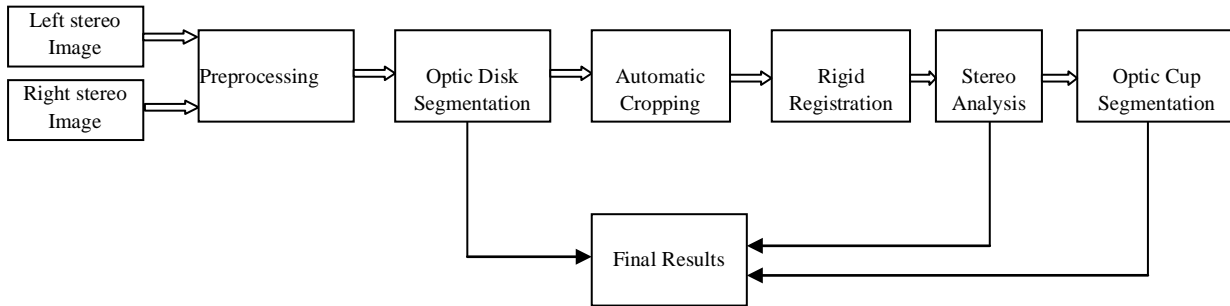 Left stereo
Image
Right stereo
Image
Preprocessing
Optic Disk
Segmentation
Automatic
Cropping
Rigid
Registration
Stereo
Analysis
Optic Cup
Segmentation
Final Results